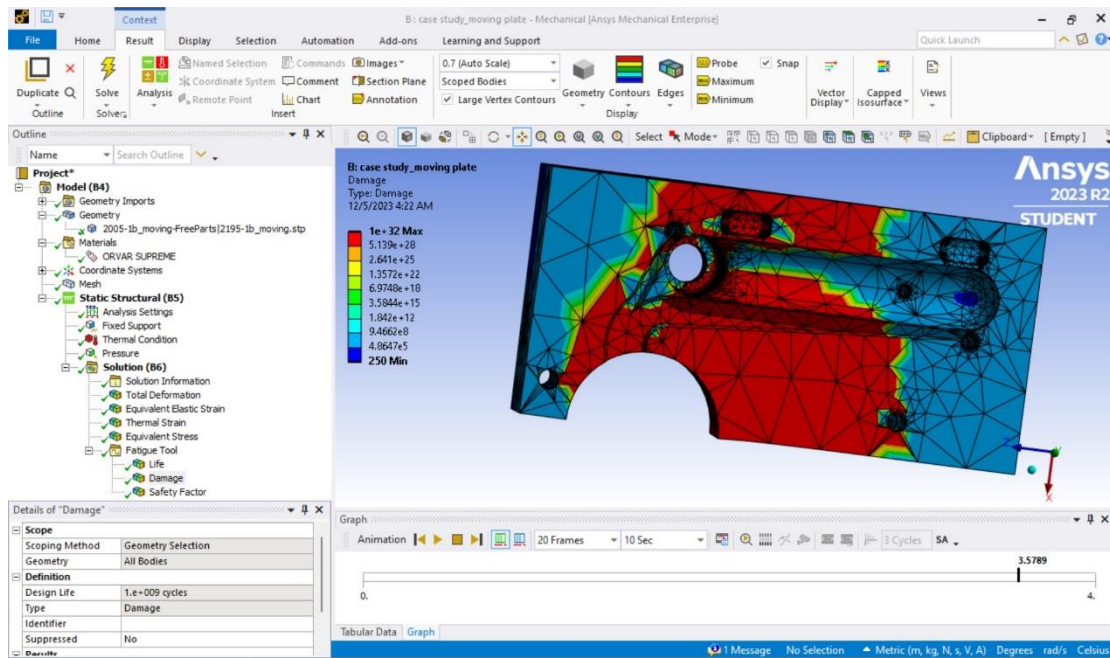 B: case study_moving plate - Mechanical [Ansys Mechanical Enterprise]
Context
File Home Result Display Selection Automation Add-ons Learning and Support
Quick Launch
Duplicate
Solve
Analysis
Named Selection
Coordinate System
Remote Point
Commands
Comment
Chart
Images
Section Plane
Annotation
0.7 (Auto Scale)
Scoped Bodies
Large Vertex Contours
Geometry Contours Edges
Probe
Maximum
Minimum
Snap
Vector Display
Capped Isosurface
Views
Outline Solver Insert Display
Outline
Name Search Outline
Select Mode Clipboard [Empty]
Project*
Model (B4)
Geometry Imports
Geometry
2005-1b_moving-FreeParts|2195-1b_moving.stp
Materials
ORVAR SUPREME
Coordinate Systems
Mesh
Static Structural (B5)
Analysis Settings
Fixed Support
Thermal Condition
Pressure
Solution (B6)
Solution Information
Total Deformation
Equivalent Elastic Strain
Thermal Strain
Equivalent Stress
Fatigue Tool
Life
Damage
Safety Factor
B: case study_moving plate
Damage
Type: Damage
12/5/2023 4:22 AM
1e+32 Max
5.139e+28
2.641e+25
1.3572e+22
6.9748e+18
3.5844e+15
1.842e+12
9.4662e8
4.8647e5
250 Min
Ansys
2023 R2
STUDENT
Z
Y
X
Details of "Damage"
Scope
Scoping Method Geometry Selection
Geometry All Bodies
Definition
Design Life 1.e+009 cycles
Type Damage
Identifier
Suppressed No
Results
Graph
Animation 20 Frames 10 Sec 3 Cycles SA
3.5789
0. 4.
Tabular Data Graph
1 Message No Selection Metric (m, kg, N, s, V, A) Degrees rad/s Celsius